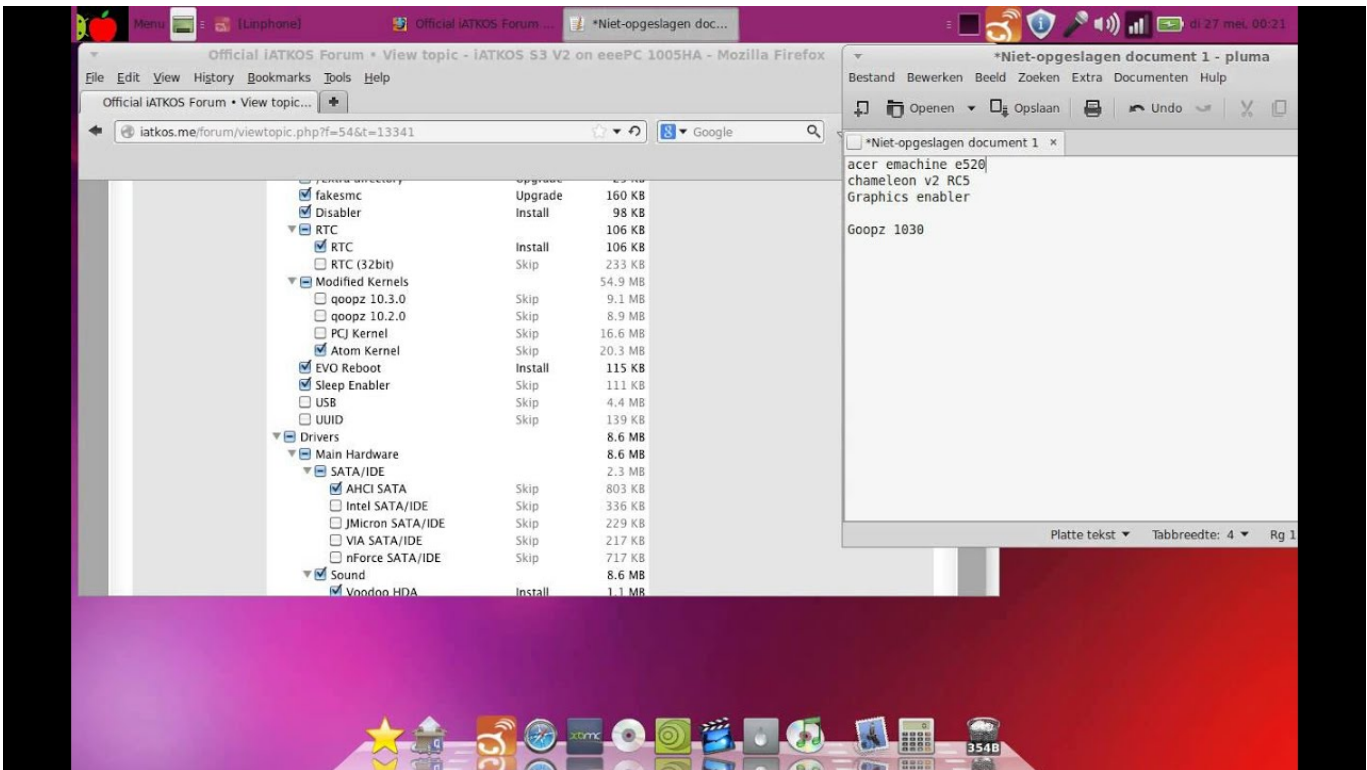 Menu
[Linphone]
Official iATKOS Forum ...
*Niet-opgeslagen doc...
di 27 mei, 00:21
Official iATKOS Forum • View topic - iATKOS S3 V2 on eeePC 1005HA - Mozilla Firefox
File Edit View History Bookmarks Tools Help
Official iATKOS Forum • View topic...
iatkos.me/forum/viewtopic.php?f=54&t=13341
Google
fakesmc Upgrade 160 KB
Disabler Install 98 KB
RTC 106 KB
RTC Install 106 KB
RTC (32bit) Skip 233 KB
Modified Kernels 54.9 MB
qoopz 10.3.0 Skip 9.1 MB
qoopz 10.2.0 Skip 8.9 MB
PCJ Kernel Skip 16.6 MB
Atom Kernel Skip 20.3 MB
EVO Reboot Install 115 KB
Sleep Enabler Skip 111 KB
USB Skip 4.4 MB
UUID Skip 139 KB
Drivers 8.6 MB
Main Hardware 8.6 MB
SATA/IDE 2.3 MB
AHCI SATA Skip 803 KB
Intel SATA/IDE Skip 336 KB
JMicron SATA/IDE Skip 229 KB
VIA SATA/IDE Skip 217 KB
nForce SATA/IDE Skip 717 KB
Sound 8.6 MB
Voodoo HDA Install 1.1 MB
*Niet-opgeslagen document 1 - pluma
Bestand Bewerken Beeld Zoeken Extra Documenten Hulp
Openen Opslaan Undo
*Niet-opgeslagen document 1 ×
acer emachine e520
chameleon v2 RC5
Graphics enabler
Goopz 1030
Platte tekst Tabbreedte: 4 Rg 1
xbmc
354B